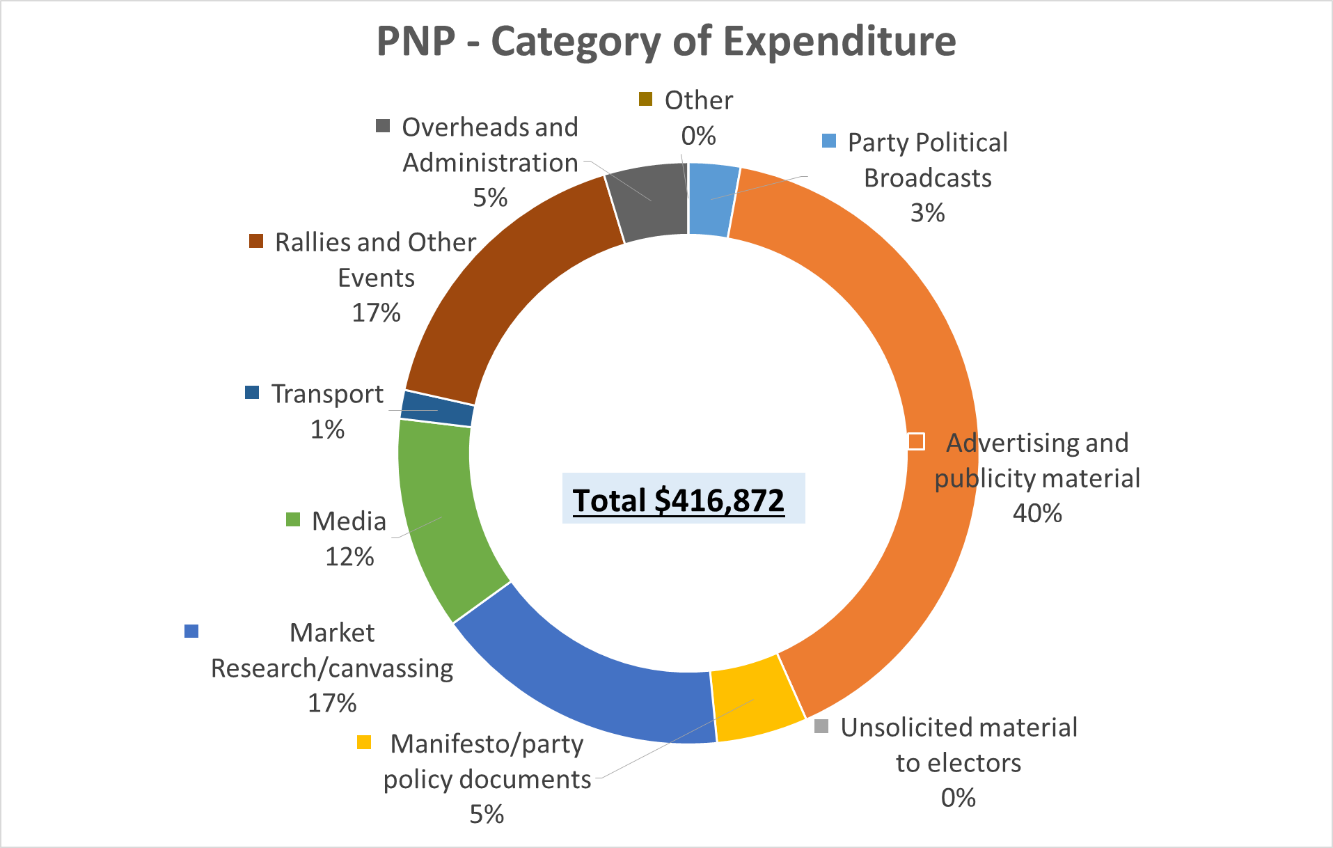 PNP - Category of Expenditure
Other
0%
Overheads and
Administration
5%
Party Political
Broadcasts
3%
Rallies and Other
Events
17%
Transport
1%
Advertising and
publicity material
40%
Total $416,872
Media
12%
Market
Research/canvassing
17%
Manifesto/party
policy documents
5%
Unsolicited material
to electors
0%